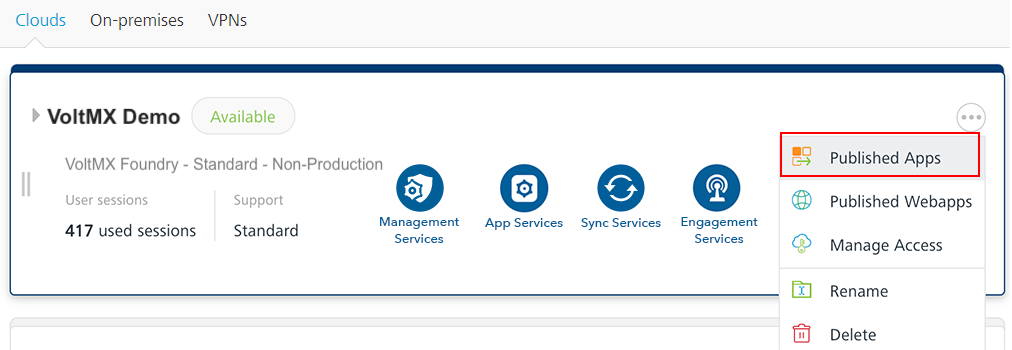 Clouds On-premises VPNs
VoltMX Demo Available
VoltMX Foundry - Standard - Non-Production
User sessions Support
417 used sessions Standard
Management
Services
App Services
Sync Services
Engagement
Services
Published Apps
Published Webapps
Manage Access
Rename
Delete